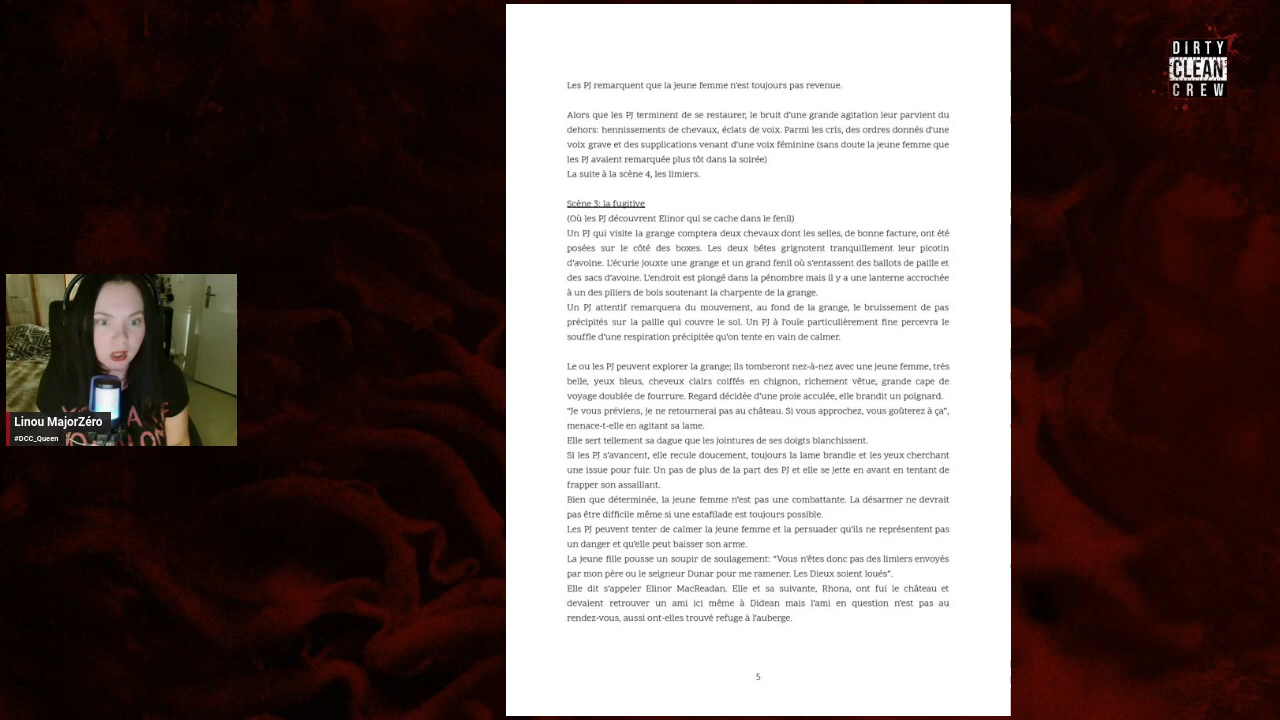 DIRTY
CLEAN
CREW
Les PJ remarquent que la jeune femme n'est toujours pas revenue.
Alors que les PJ terminent de se restaurer, le bruit d'une grande agitation leur parvient du
dehors: hennissements de chevaux, éclats de voix. Parmi les cris, des ordres donnés d'une
voix grave et des supplications venant d'une voix féminine (sans doute la jeune femme que
les PJ avaient remarquée plus tôt dans la soirée)
La suite à la scène 4, les limiers.
Scène 3: la fugitive
(Où les PJ découvrent Elinor qui se cache dans le fenil)
Un PJ qui visite la grange comptera deux chevaux dont les selles, de bonne facture, ont été
posées sur le côté des boxes. Les deux bêtes grignotent tranquillement leur picotin
d'avoine. L'écurie jouxte une grange et un grand fenil où s'entassent des ballots de paille et
des sacs d'avoine. L'endroit est plongé dans la pénombre mais il y a une lanterne accrochée
à un des piliers de bois soutenant la charpente de la grange.
Un PJ attentif remarquera du mouvement, au fond de la grange, le bruissement de pas
précipités sur la paille qui couvre le sol. Un PJ à l'ouïe particulièrement fine percevra le
souffle d'une respiration précipitée qu'on tente en vain de calmer.
Le ou les PJ peuvent explorer la grange; ils tomberont nez-à-nez avec une jeune femme, très
belle, yeux bleus, cheveux clairs coiffés en chignon, richement vêtue, grande cape de
voyage doublée de fourrure. Regard décidée d'une proie acculée, elle brandit un poignard.
“Je vous préviens, je ne retournerai pas au château. Si vous approchez, vous goûterez à ça”,
menace-t-elle en agitant sa lame.
Elle sert tellement sa dague que les jointures de ses doigts blanchissent.
Si les PJ s'avancent, elle recule doucement, toujours la lame brandie et les yeux cherchant
une issue pour fuir. Un pas de plus de la part des PJ et elle se jette en avant en tentant de
frapper son assaillant.
Bien que déterminée, la jeune femme n'est pas une combattante. La désarmer ne devrait
pas être difficile même si une estafilade est toujours possible.
Les PJ peuvent tenter de calmer la jeune femme et la persuader qu'ils ne représentent pas
un danger et qu'elle peut baisser son arme.
La jeune fille pousse un soupir de soulagement: “Vous n'êtes donc pas des limiers envoyés
par mon père ou le seigneur Dunar pour me ramener. Les Dieux soient loués”.
Elle dit s'appeler Elinor MacReadan. Elle et sa suivante, Rhona, ont fui le château et
devaient retrouver un ami ici même à Didean mais l'ami en question n'est pas au
rendez-vous, aussi ont-elles trouvé refuge à l'auberge.
5
Linou MajorZéro
#DCC_Queen